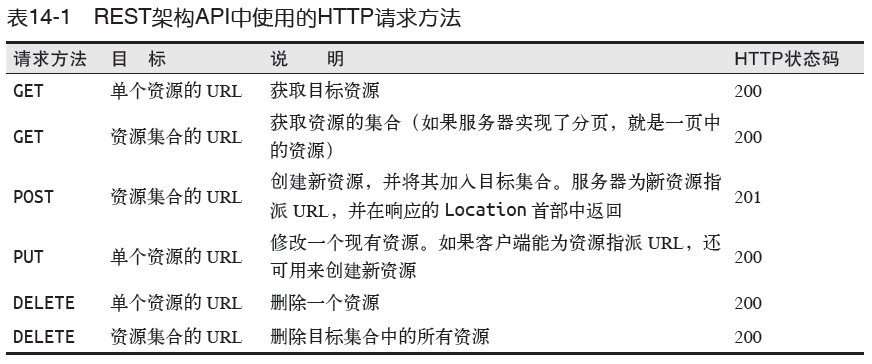 表14-1 REST架构API中使用的HTTP请求方法
请求方法 目 标 说 明 HTTP状态码
GET 单个资源的 URL 获取目标资源 200
GET 资源集合的 URL 获取资源的集合（如果服务器实现了分页，就是一页中的资源） 200
POST 资源集合的 URL 创建新资源，并将其加入目标集合。服务器为新资源指派 URL，并在响应的 Location 首部中返回 201
PUT 单个资源的 URL 修改一个现有资源。如果客户端能为资源指派 URL，还可用来创建新资源 200
DELETE 单个资源的 URL 删除一个资源 200
DELETE 资源集合的 URL 删除目标集合中的所有资源 200